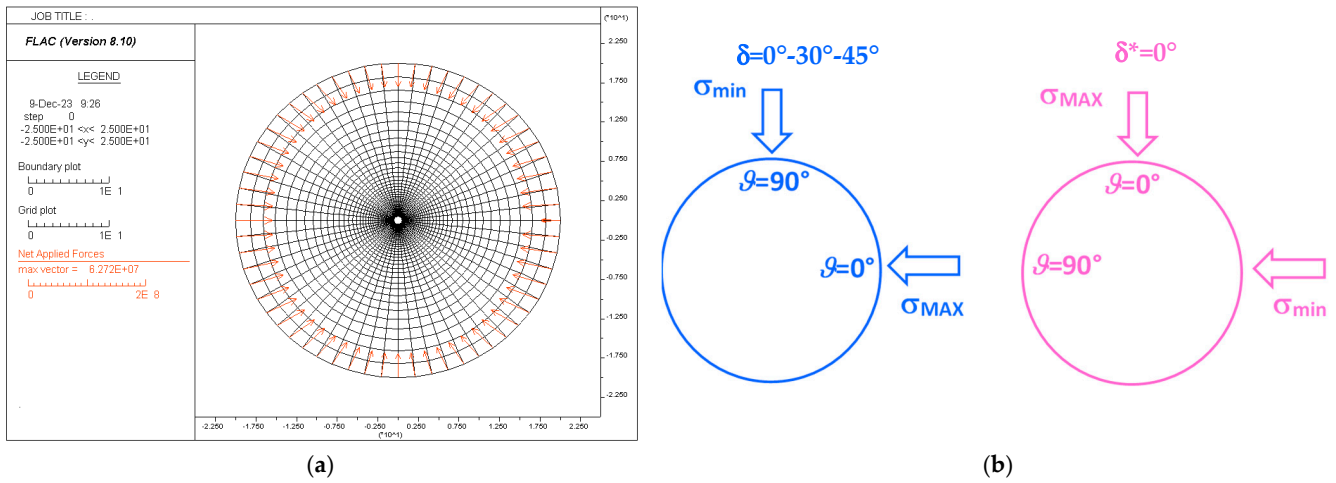 JOB TITLE : .
FLAC (Version 8.10)
LEGEND
9-Dec-23 9:26
step 0
-2.500E+01 <x< 2.500E+01
-2.500E+01 <y< 2.500E+01
Boundary plot
0 1E 1
Grid plot
0 1E 1
Net Applied Forces
max vector = 6.272E+07
0 2E 8
(*10^1)
2.250
1.750
1.250
0.750
0.250
-0.250
-0.750
-1.250
-1.750
-2.250
-2.250 -1.750 -1.250 -0.750 -0.250 0.250 0.750 1.250 1.750 2.250
(*10^1)
(a)
δ=0°-30°-45°
σmin
ϑ=90°
ϑ=0°
σMAX
δ*=0°
σMAX
ϑ=0°
ϑ=90°
σmin
(b)